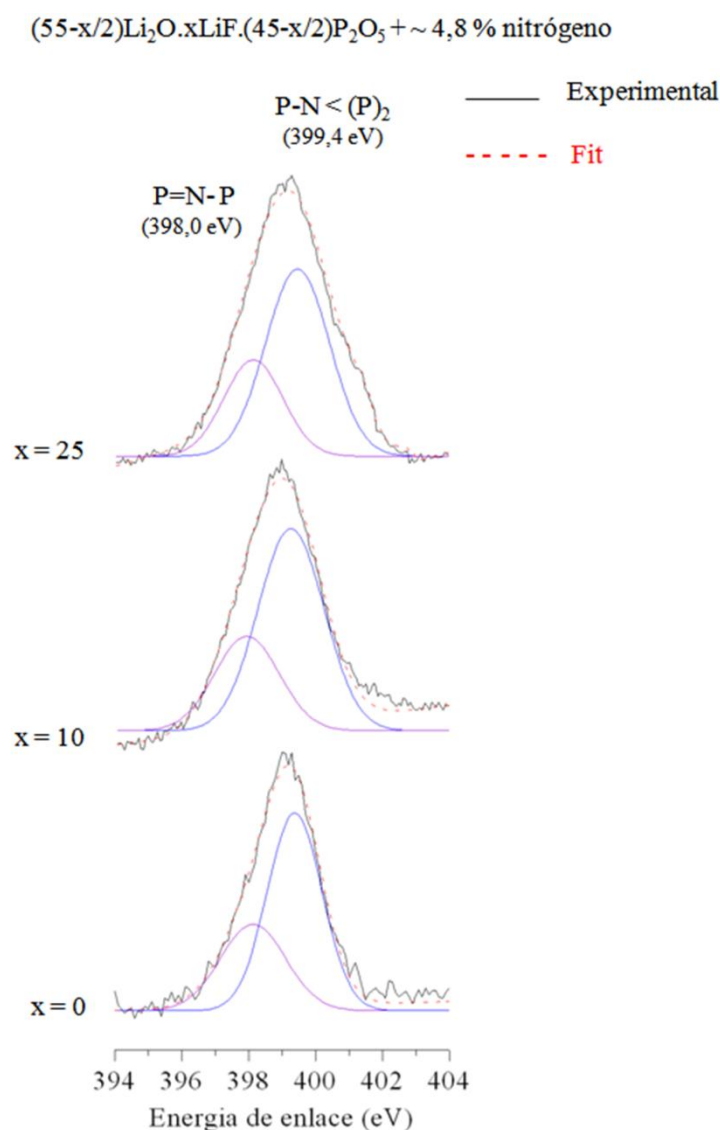 (55-x/2)Li₂O.xLiF.(45-x/2)P₂O₅ + ~ 4,8 % nitrógeno
Experimental
P-N < (P)₂
(399,4 eV)
Fit
P=N- P
(398,0 eV)
x = 25
x = 10
x = 0
394 396 398 400 402 404
Energia de enlace (eV)